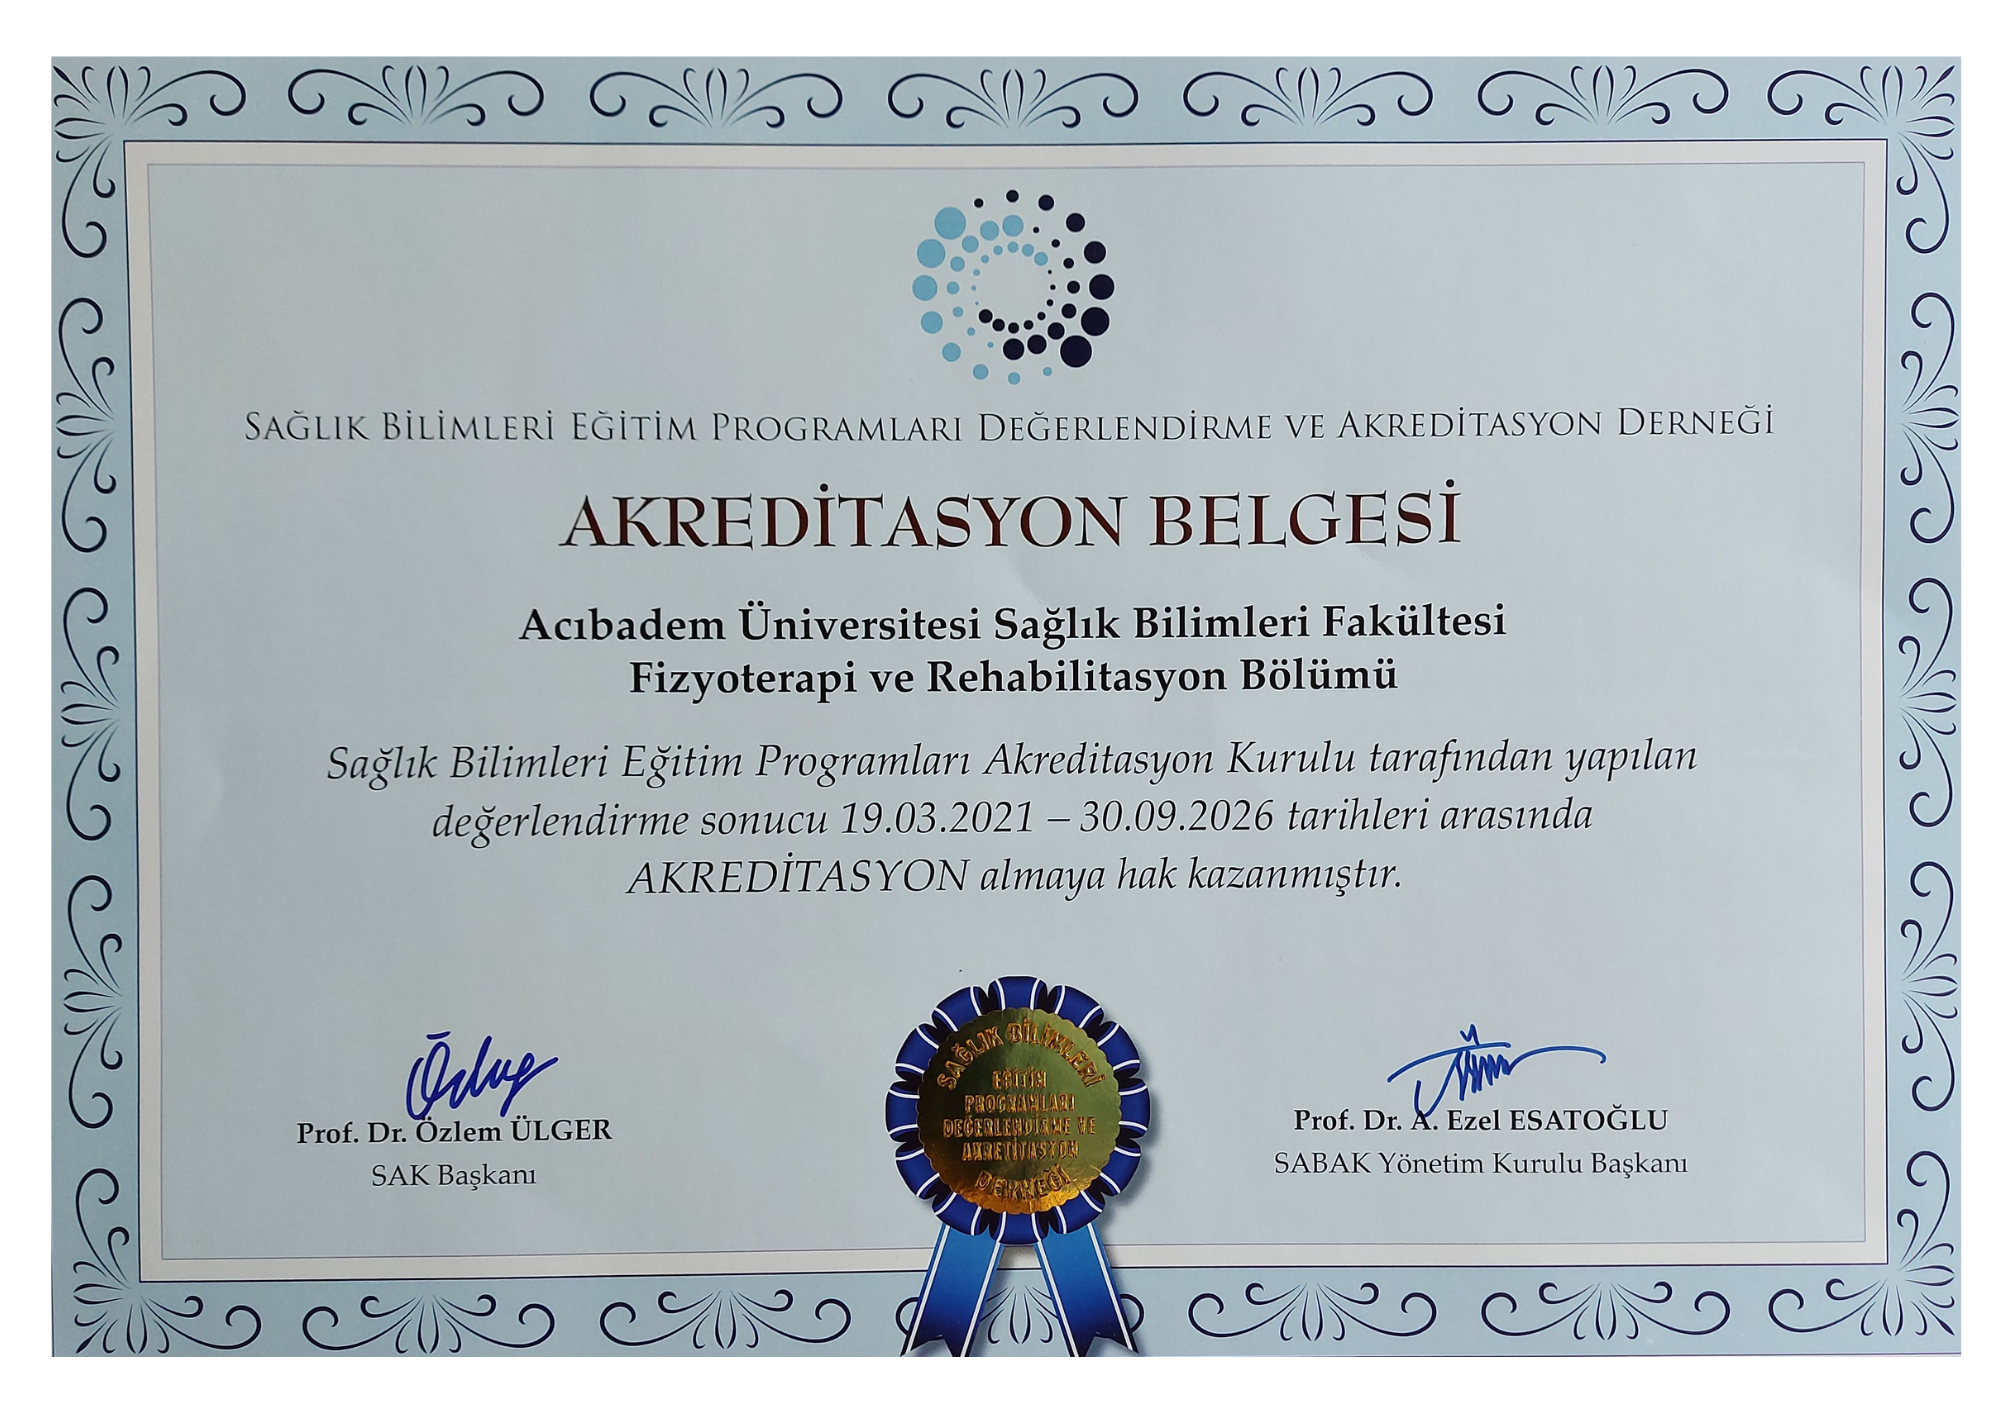 SAĞLIK BİLİMLERİ EĞİTİM PROGRAMLARI DEĞERLENDİRME VE AKREDİTASYON DERNEĞİ
AKREDİTASYON BELGESİ
Acıbadem Üniversitesi Sağlık Bilimleri Fakültesi
Fizyoterapi ve Rehabilitasyon Bölümü
Sağlık Bilimleri Eğitim Programları Akreditasyon Kurulu tarafından yapılan
değerlendirme sonucu 19.03.2021 – 30.09.2026 tarihleri arasında
AKREDİTASYON almaya hak kazanmıştır.
Prof. Dr. Özlem ÜLGER
SAK Başkanı
SAĞLIK BİLİMLERİ
EĞİTİM
PROGRAMLARI
DEĞERLENDİRME VE
AKRETİTASYON
DERNEĞİ
Prof. Dr. A. Ezel ESATOĞLU
SABAK Yönetim Kurulu Başkanı